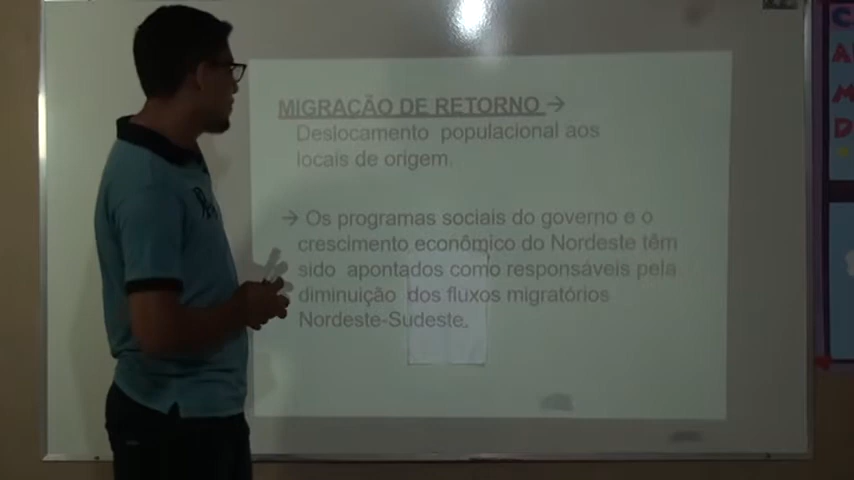 MIGRAÇÃO DE RETORNO →
Deslocamento populacional aos
locais de origem.
→ Os programas sociais do governo e o
crescimento econômico do Nordeste têm
sido apontados como responsáveis pela
diminuição dos fluxos migratórios
Nordeste-Sudeste.
C
A
M
D